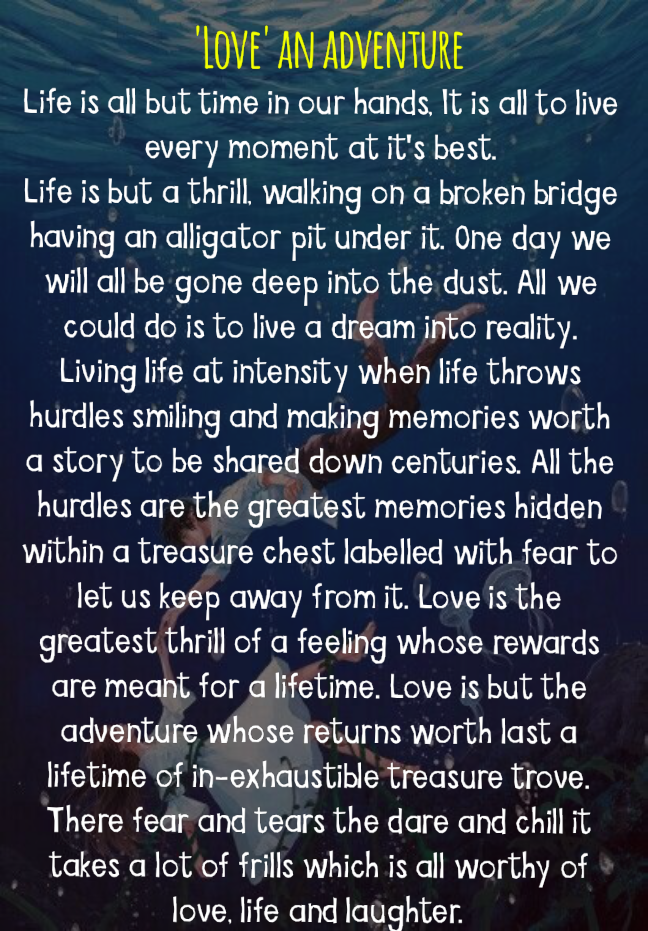 'LOVE' AN ADVENTURE
Life is all but time in our hands, It is all to live
every moment at it's best.
Life is but a thrill, walking on a broken bridge
having an alligator pit under it. One day we
will all be gone deep into the dust. All we
could do is to live a dream into reality.
Living life at intensity when life throws
hurdles smiling and making memories worth
a story to be shared down centuries. All the
hurdles are the greatest memories hidden
within a treasure chest labelled with fear to
let us keep away from it. Love is the
greatest thrill of a feeling whose rewards
are meant for a lifetime. Love is but the
adventure whose returns worth last a
lifetime of in-exhaustible treasure trove.
There fear and tears the dare and chill it
takes a lot of frills which is all worthy of
love, life and laughter.